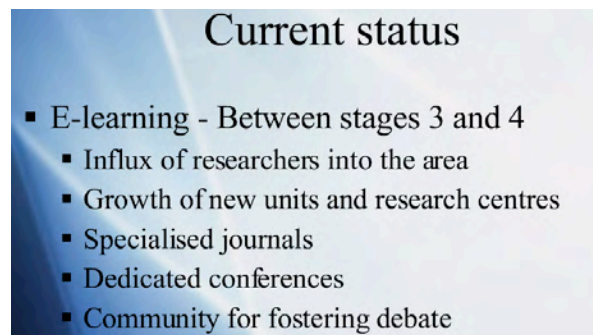 Current status
▪ E-learning - Between stages 3 and 4
▪ Influx of researchers into the area
▪ Growth of new units and research centres
▪ Specialised journals
▪ Dedicated conferences
▪ Community for fostering debate